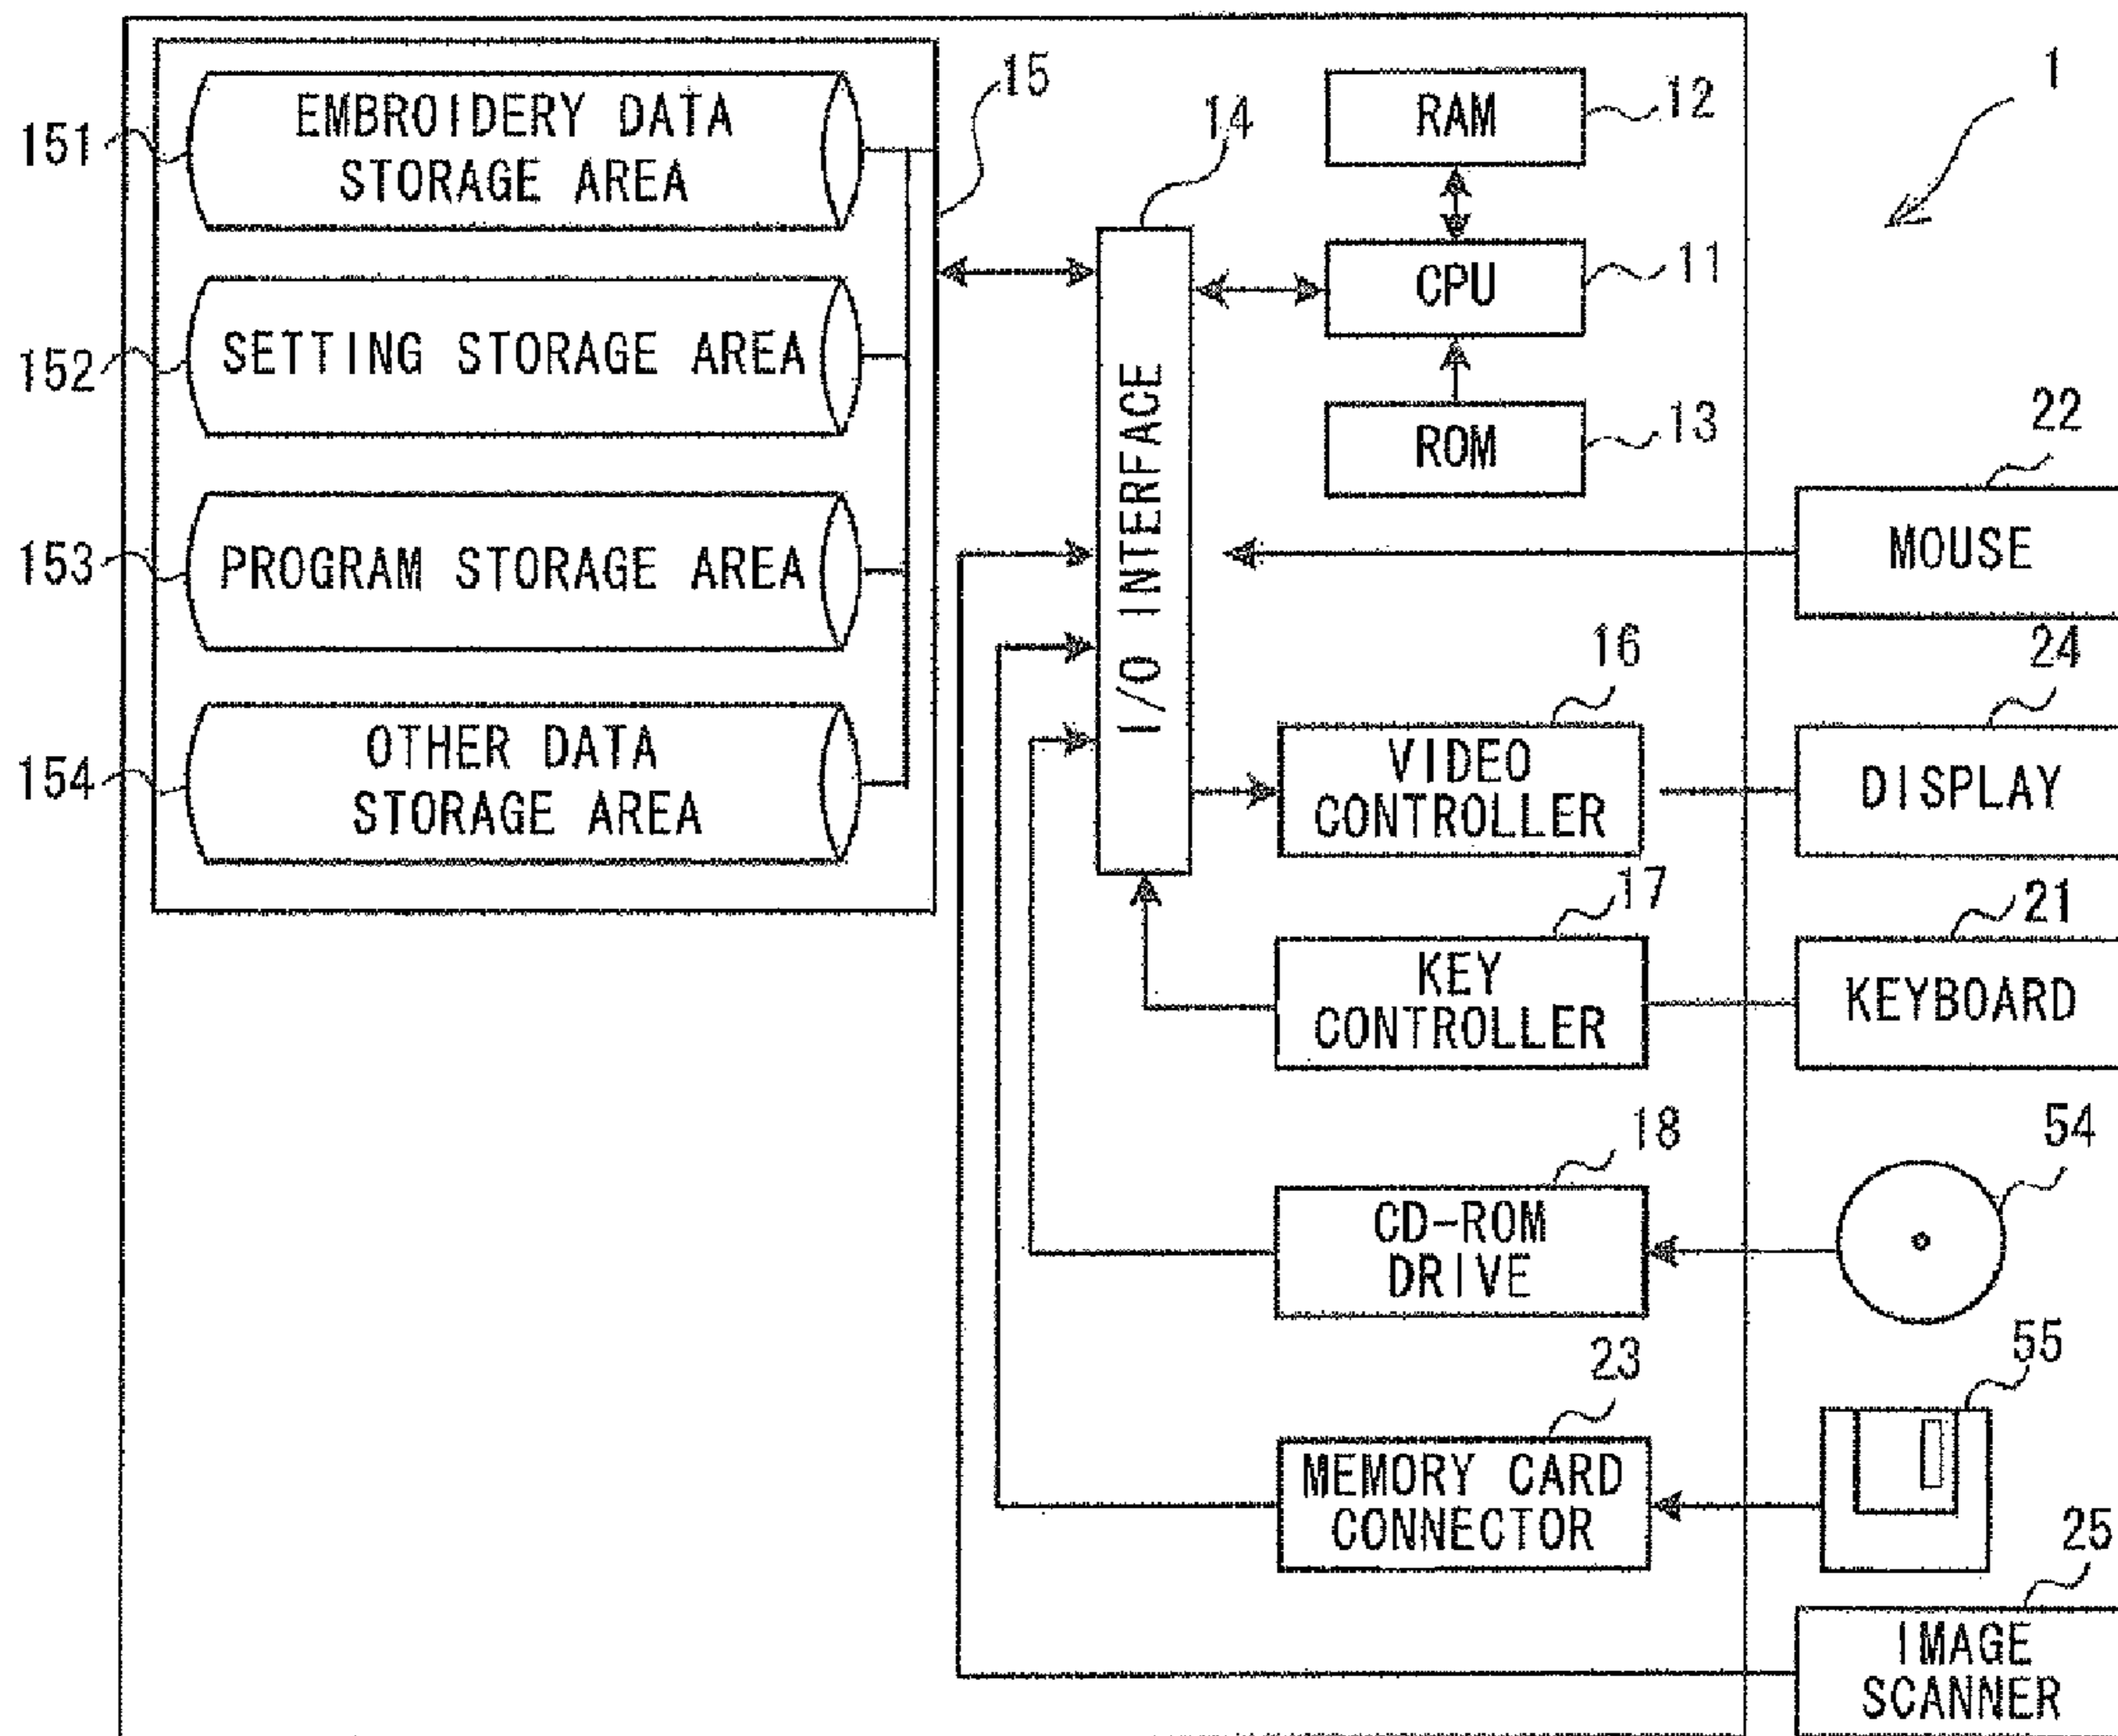 1
15
151
EMBROIDERY DATA
STORAGE AREA
152
SETTING STORAGE AREA
153
PROGRAM STORAGE AREA
154
OTHER DATA
STORAGE AREA
14
I/O INTERFACE
RAM
12
CPU
11
ROM
13
22
MOUSE
16
VIDEO
CONTROLLER
24
DISPLAY
17
KEY
CONTROLLER
21
KEYBOARD
18
CD-ROM
DRIVE
54
23
MEMORY CARD
CONNECTOR
55
25
IMAGE
SCANNER